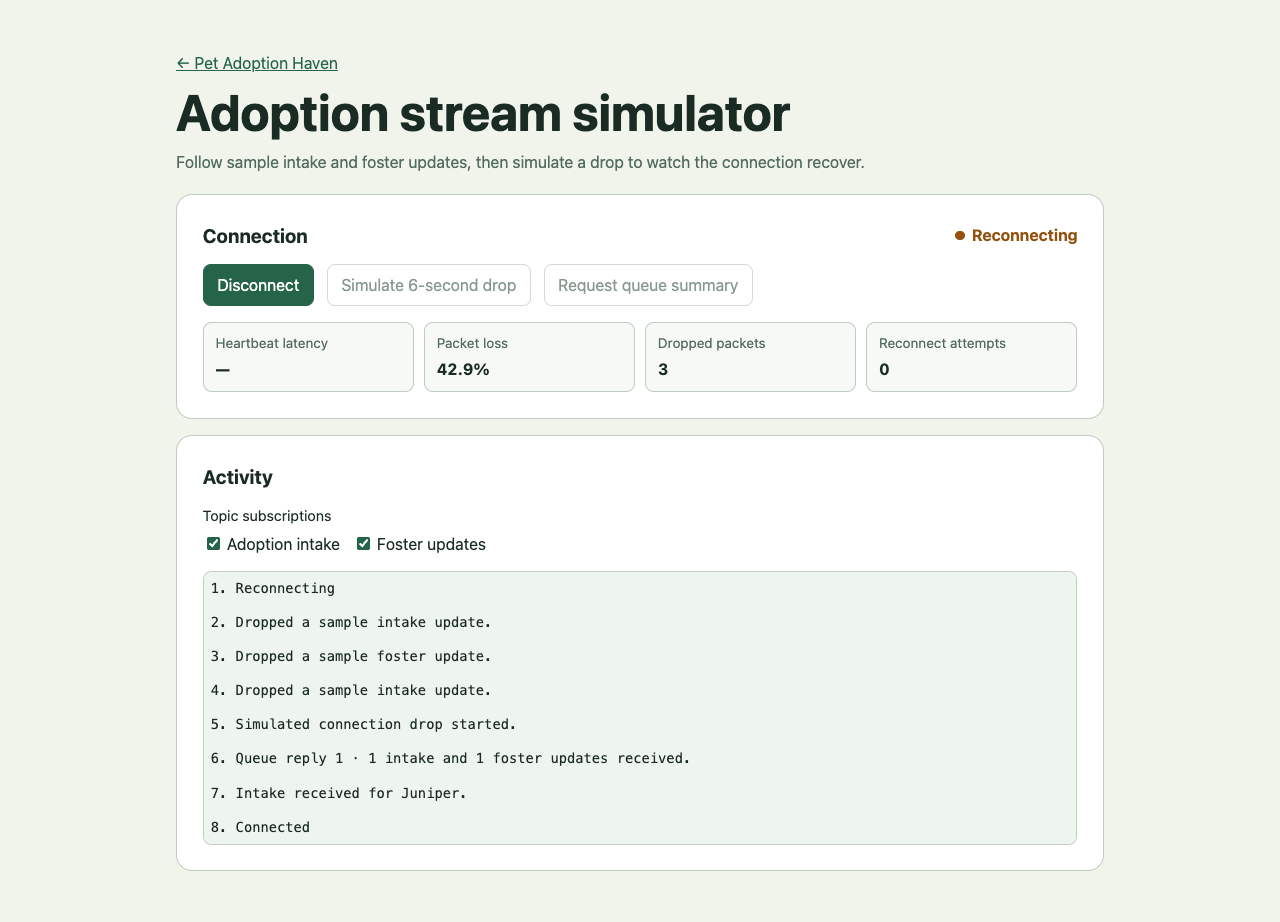 ← Pet Adoption Haven
Adoption stream simulator
Follow sample intake and foster updates, then simulate a drop to watch the connection recover.
Connection
Reconnecting
Disconnect
Simulate 6-second drop
Request queue summary
Heartbeat latency
—
Packet loss
42.9%
Dropped packets
3
Reconnect attempts
0
Activity
Topic subscriptions
Adoption intake
Foster updates
1. Reconnecting
2. Dropped a sample intake update.
3. Dropped a sample foster update.
4. Dropped a sample intake update.
5. Simulated connection drop started.
6. Queue reply 1 · 1 intake and 1 foster updates received.
7. Intake received for Juniper.
8. Connected